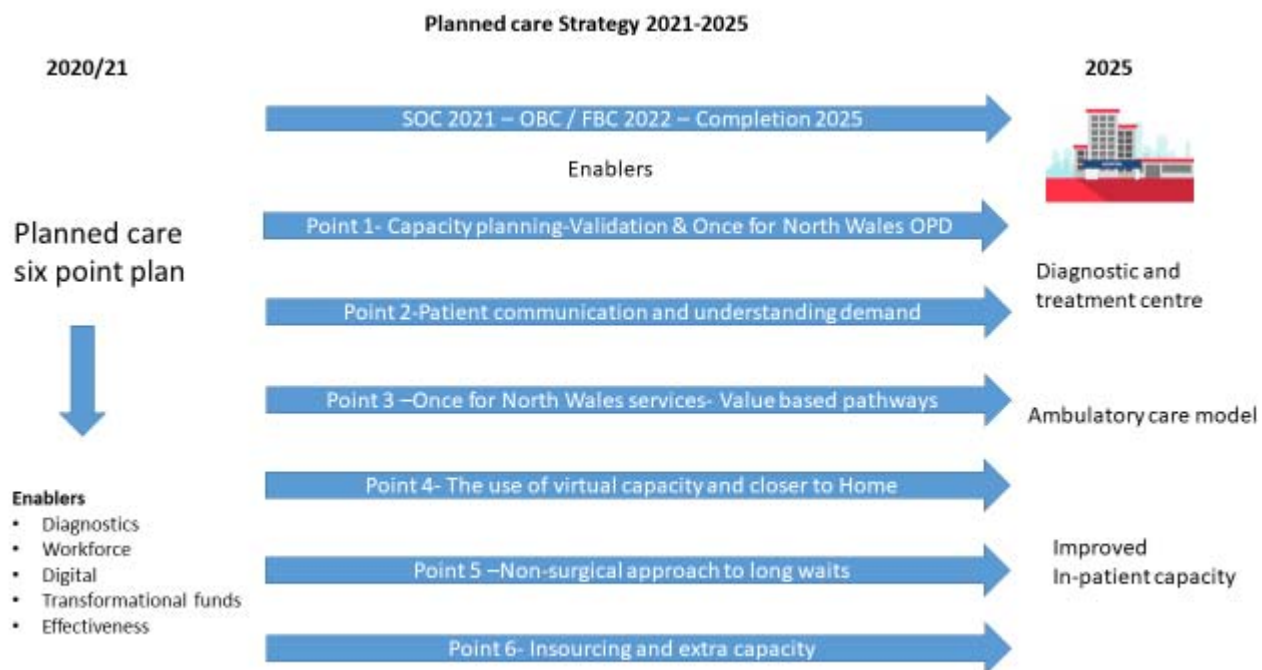 Planned care Strategy 2021-2025
2020/21
2025
SOC 2021 – OBC / FBC 2022 – Completion 2025
Enablers
Point 1- Capacity planning-Validation & Once for North Wales OPD
Planned care
six point plan
Diagnostic and
treatment centre
Point 2-Patient communication and understanding demand
Point 3 –Once for North Wales services- Value based pathways
Ambulatory care model
Point 4- The use of virtual capacity and closer to Home
Enablers
• Diagnostics
• Workforce
• Digital
• Transformational funds
• Effectiveness
Improved
In-patient capacity
Point 5 –Non-surgical approach to long waits
Point 6- Insourcing and extra capacity